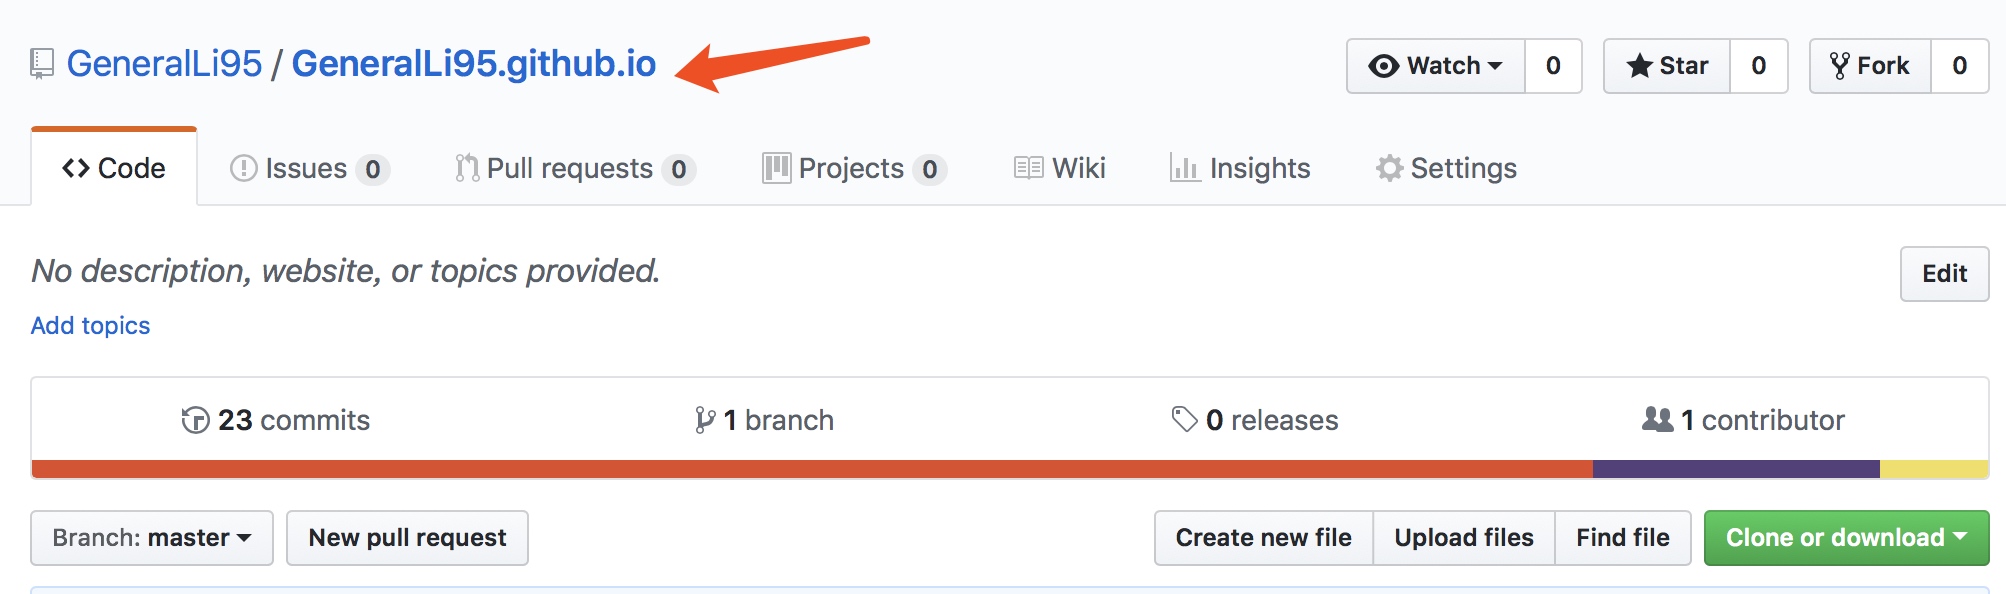 GeneralLi95 / GeneralLi95.github.io
Watch 0 Star 0 Fork 0
Code Issues 0 Pull requests 0 Projects 0 Wiki Insights Settings
No description, website, or topics provided.
Edit
Add topics
23 commits 1 branch 0 releases 1 contributor
Branch: master New pull request Create new file Upload files Find file Clone or download